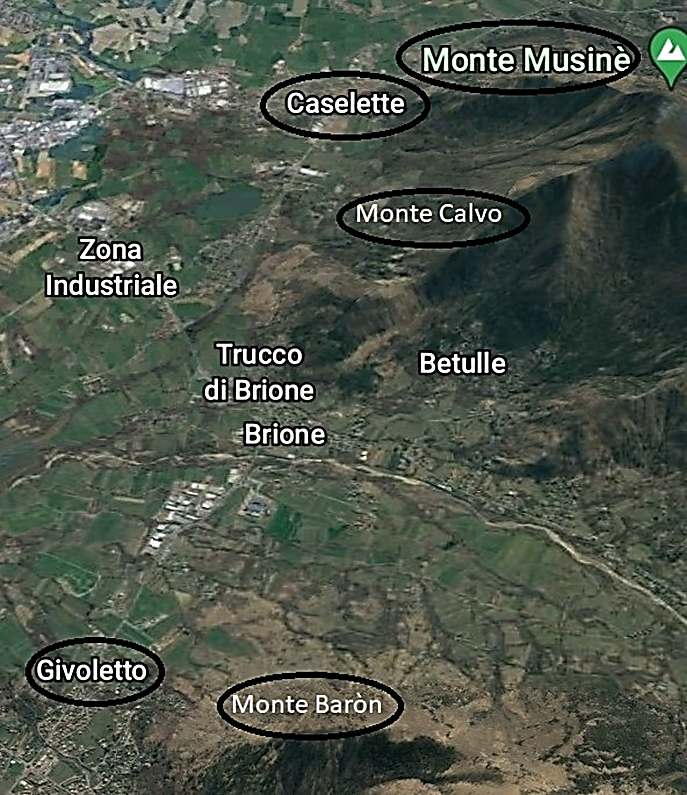 Monte Musinè
Caselette
Monte Calvo
Zona
Industriale
Trucco
di Brione
Betulle
Brione
Givoletto
Monte Baròn